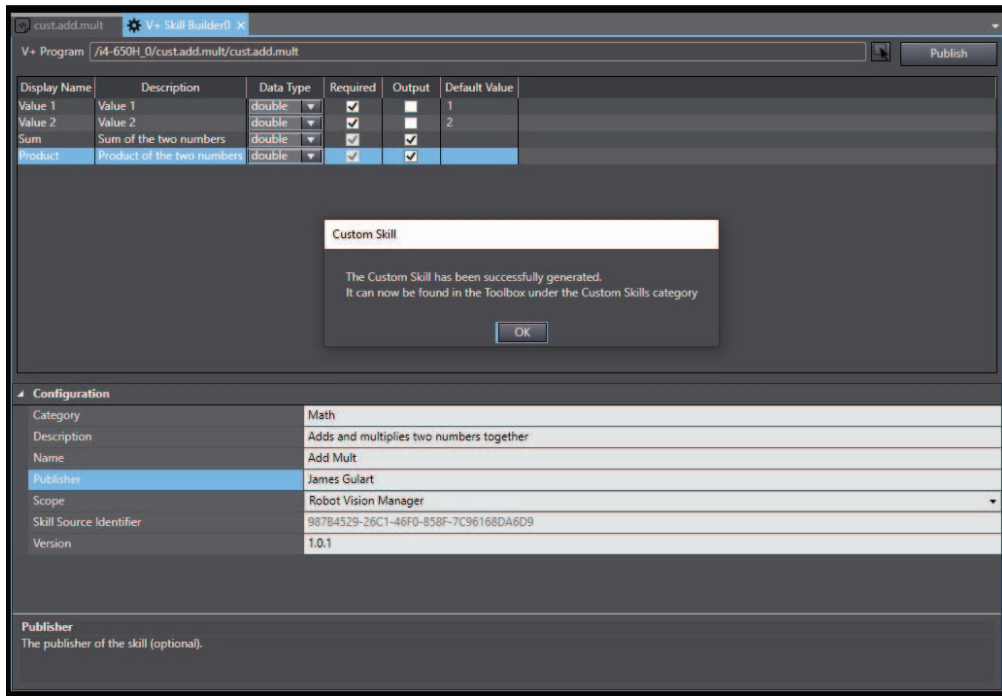 cust.add.mult V+ Skill Builder0 ×
V+ Program /i4-650H_0/cust.add.mult/cust.add.mult Publish
Display Name Description Data Type Required Output Default Value
Value 1 Value 1 double 1
Value 2 Value 2 double 2
Sum Sum of the two numbers double
Product Product of the two numbers double
Custom Skill
The Custom Skill has been successfully generated.
It can now be found in the Toolbox under the Custom Skills category
OK
Configuration
Category Math
Description Adds and multiplies two numbers together
Name Add Mult
Publisher James Gulart
Scope Robot Vision Manager
Skill Source Identifier 987B4529-26C1-46F0-858F-7C96168DA6D9
Version 1.0.1
Publisher
The publisher of the skill (optional).